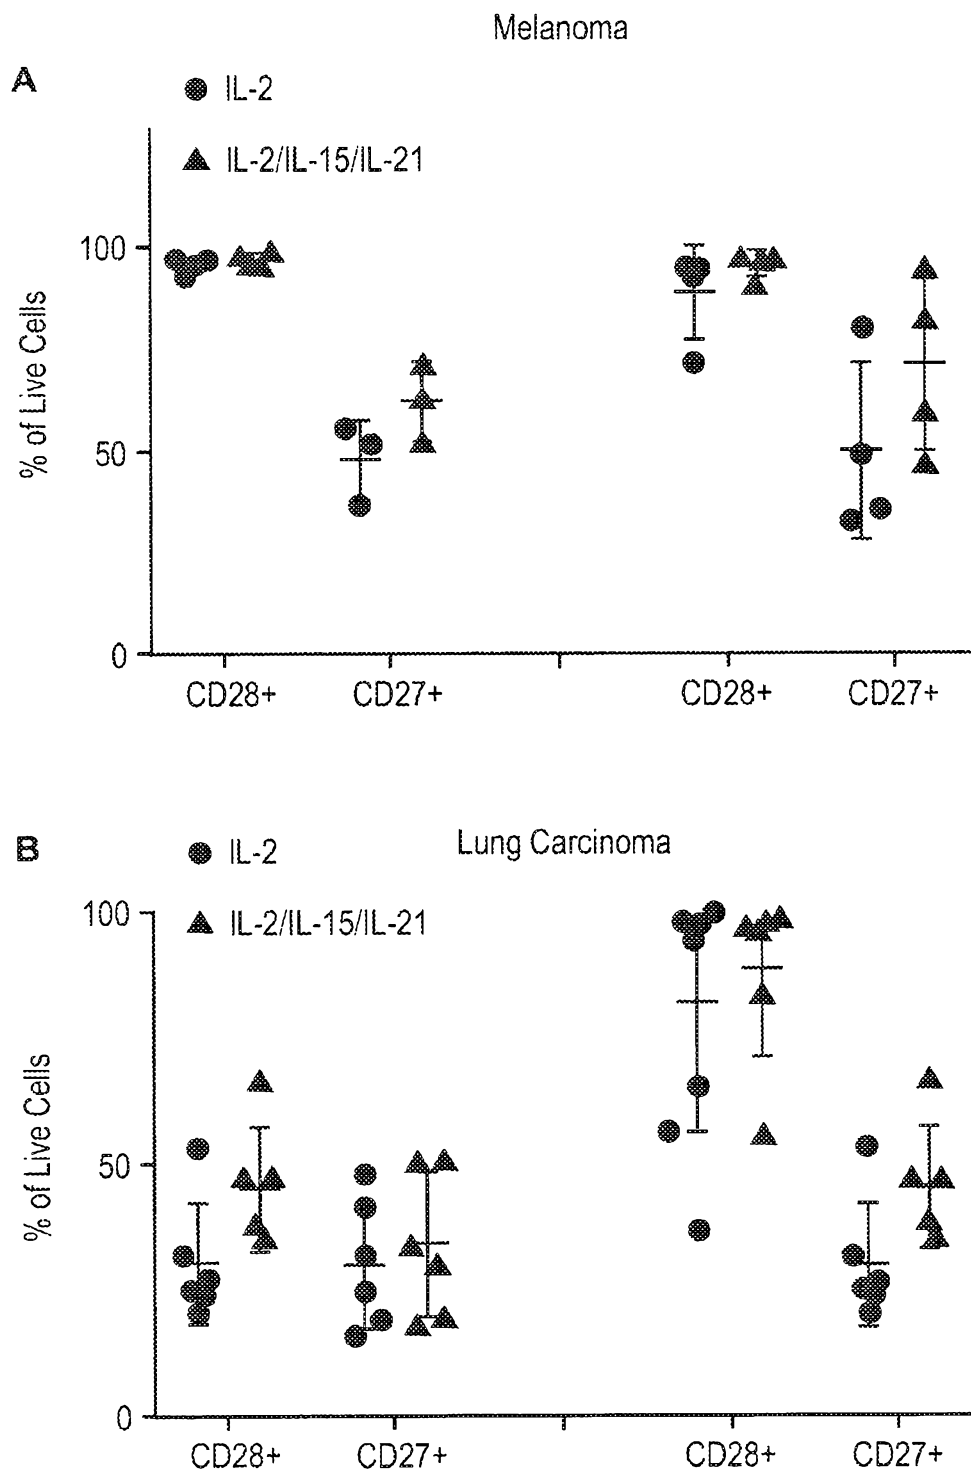 Melanoma
A
IL-2
IL-2/IL-15/IL-21
100
50
0
% of Live Cells
CD28+ CD27+ CD28+ CD27+
B
IL-2
Lung Carcinoma
IL-2/IL-15/IL-21
100
50
0
% of Live Cells
CD28+ CD27+ CD28+ CD27+